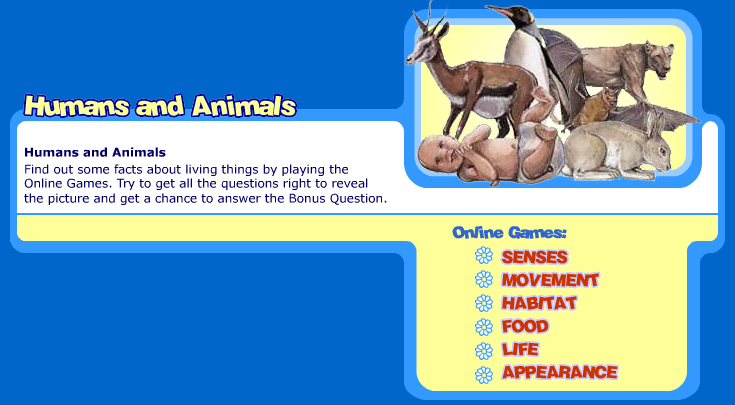 Humans and Animals
Humans and Animals
Find out some facts about living things by playing the
Online Games. Try to get all the questions right to reveal
the picture and get a chance to answer the Bonus Question.
Online Games:
SENSES
MOVEMENT
HABITAT
FOOD
LIFE
APPEARANCE